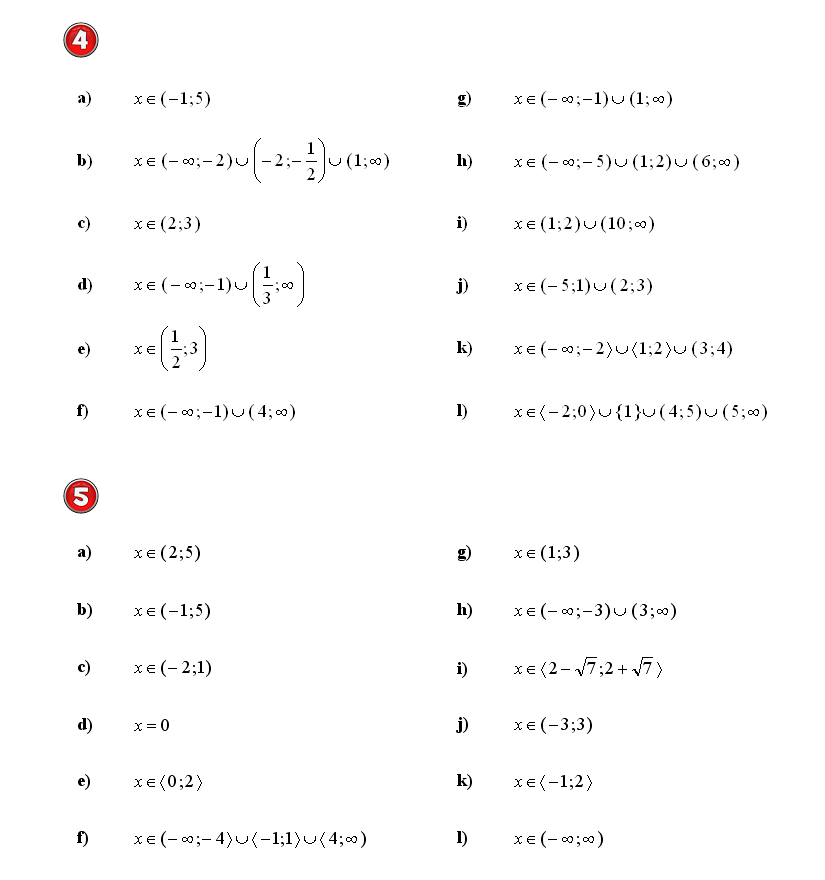 4
a) x ∈ (−1;5)
g) x ∈ (−∞;−1) ∪ (1;∞)
b) x ∈ (−∞;−2) ∪ (−2;−1/2) ∪ (1;∞)
h) x ∈ (−∞;−5) ∪ (1;2) ∪ (6;∞)
c) x ∈ (2;3)
i) x ∈ (1;2) ∪ (10;∞)
d) x ∈ (−∞;−1) ∪ (1/3;∞)
j) x ∈ (−5;1) ∪ (2;3)
e) x ∈ (1/2;3)
k) x ∈ (−∞;−2⟩ ∪ ⟨1;2⟩ ∪ (3;4)
f) x ∈ (−∞;−1) ∪ (4;∞)
l) x ∈ ⟨−2;0⟩ ∪ {1} ∪ (4;5) ∪ (5;∞)
5
a) x ∈ (2;5)
g) x ∈ (1;3)
b) x ∈ (−1;5)
h) x ∈ (−∞;−3) ∪ (3;∞)
c) x ∈ (−2;1)
i) x ∈ ⟨2−√7;2+√7⟩
d) x = 0
j) x ∈ (−3;3)
e) x ∈ ⟨0;2⟩
k) x ∈ ⟨−1;2⟩
f) x ∈ (−∞;−4⟩ ∪ ⟨−1;1⟩ ∪ ⟨4;∞)
l) x ∈ (−∞;∞)